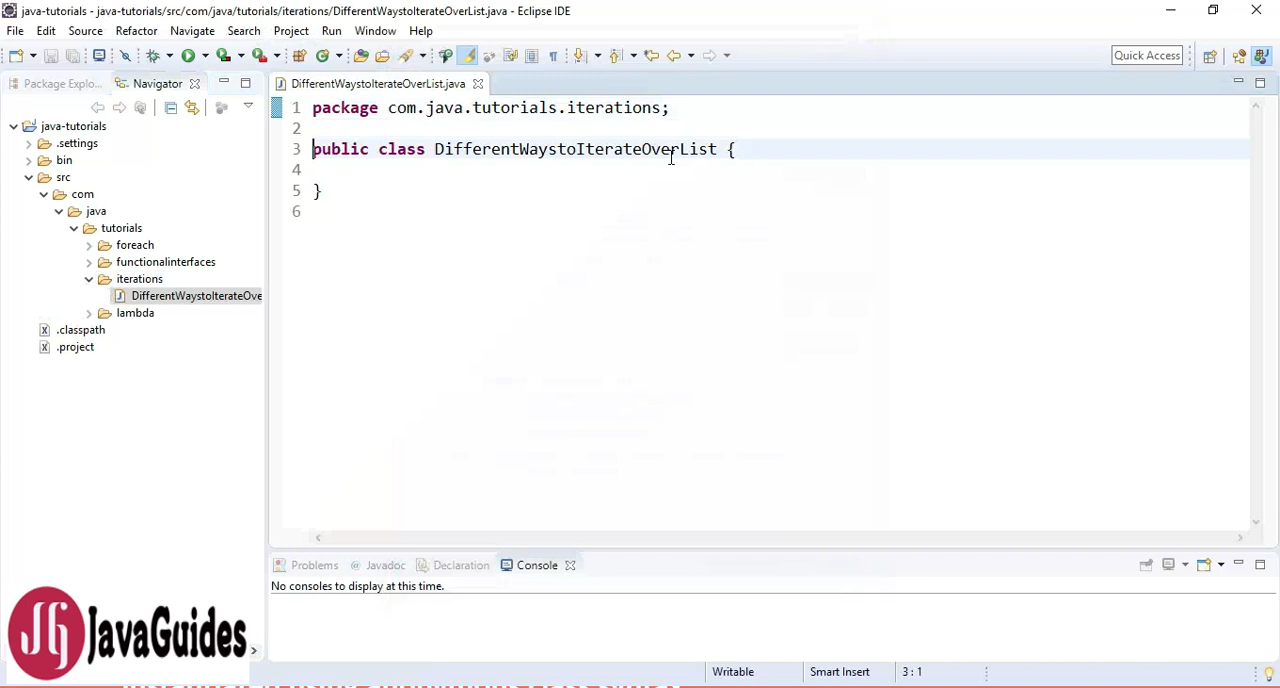 java-tutorials - java-tutorials/src/com/java/tutorials/iterations/DifferentWaystoIterateOverList.java - Eclipse IDE
File Edit Source Refactor Navigate Search Project Run Window Help
Quick Access
Package Explo... Navigator
DifferentWaystoIterateOverList.java
java-tutorials
.settings
bin
src
com
java
tutorials
foreach
functionalinterfaces
iterations
DifferentWaystoIterateOve
lambda
.classpath
.project
1 package com.java.tutorials.iterations;
2
3 public class DifferentWaystoIterateOverList {
4
5 }
6
Problems @ Javadoc Declaration Console
No consoles to display at this time.
JG JavaGuides
Writable Smart Insert 3 : 1